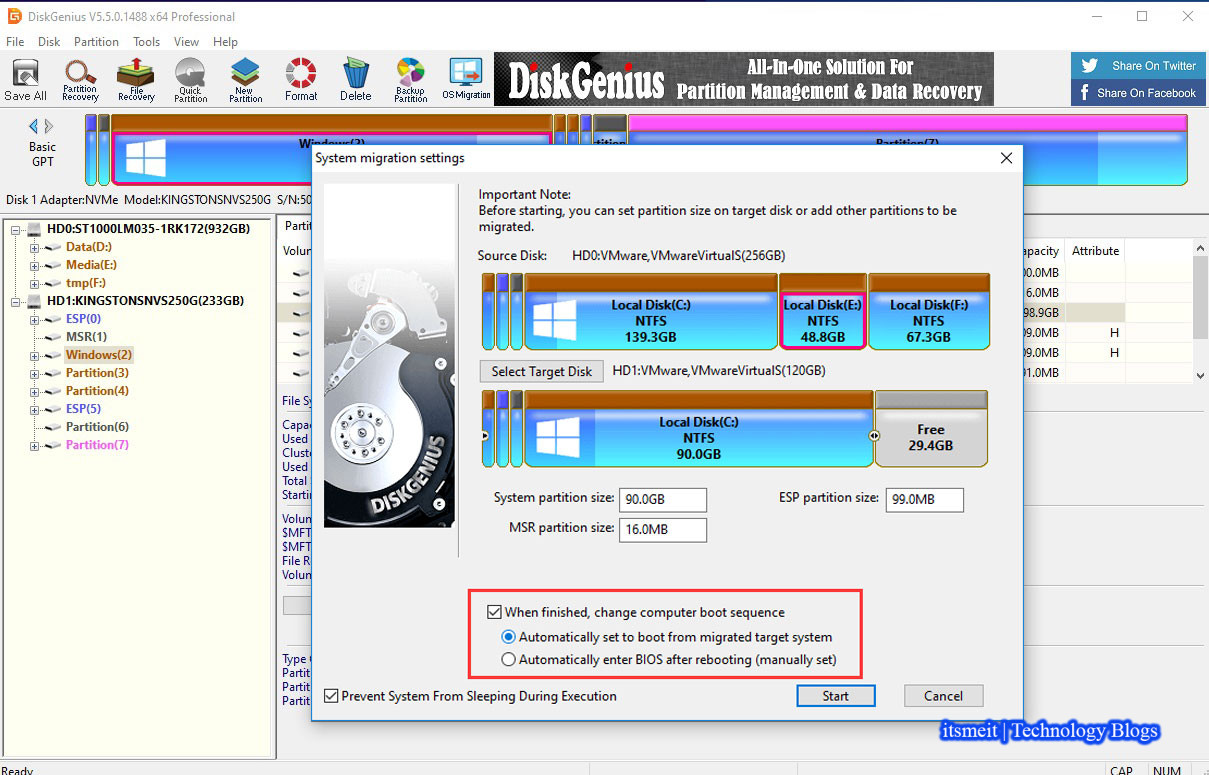 DiskGenius V5.5.0.1488 x64 Professional
File Disk Partition Tools View Help
Save All
Partition Recovery
File Recovery
Quick Partition
New Partition
Format
Delete
Backup Partition
OS Migration
DiskGenius
All-In-One Solution For
Partition Management & Data Recovery
Share On Twitter
Share On Facebook
Basic
GPT
Windows(2)
Partition(7)
Disk 1 Adapter:NVMe Model:KINGSTONSNVS250G S/N:50
HD0:ST1000LM035-1RK172(932GB)
Data(D:)
Media(E:)
tmp(F:)
HD1:KINGSTONSNVS250G(233GB)
ESP(0)
MSR(1)
Windows(2)
Partition(3)
Partition(4)
ESP(5)
Partition(6)
Partition(7)
System migration settings
Important Note:
Before starting, you can set partition size on target disk or add other partitions to be
migrated.
Source Disk: HD0:VMware,VMwareVirtualS(256GB)
Local Disk(C:)
NTFS
139.3GB
Local Disk(E:)
NTFS
48.8GB
Local Disk(F:)
NTFS
67.3GB
Select Target Disk HD1:VMware,VMwareVirtualS(120GB)
Local Disk(C:)
NTFS
90.0GB
Free
29.4GB
System partition size: 90.0GB ESP partition size: 99.0MB
MSR partition size: 16.0MB
When finished, change computer boot sequence
Automatically set to boot from migrated target system
Automatically enter BIOS after rebooting (manually set)
Prevent System From Sleeping During Execution
Start Cancel
DISKGENIUS
apacity Attribute
00.0MB
6.0MB
98.9GB
09.0MB H
09.0MB H
01.0MB
Partit
Volun
File Sy
Capac
Used
Cluste
Used
Total
Startin
Volun
$MFT
$MFT
File R
Volun
Type
Partit
Partit
Partit
itsmeit | Technology Blogs
Ready CAP NUM